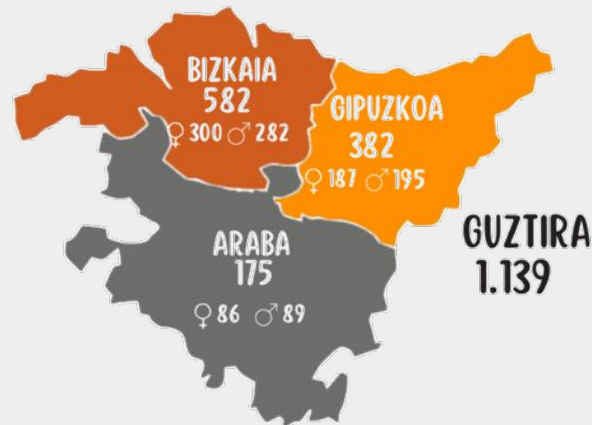 BIZKAIA
582
♀ 300 ♂ 282
GIPUZKOA
382
♀ 187 ♂ 195
ARABA
175
♀ 86 ♂ 89
GUZTIRA
1.139